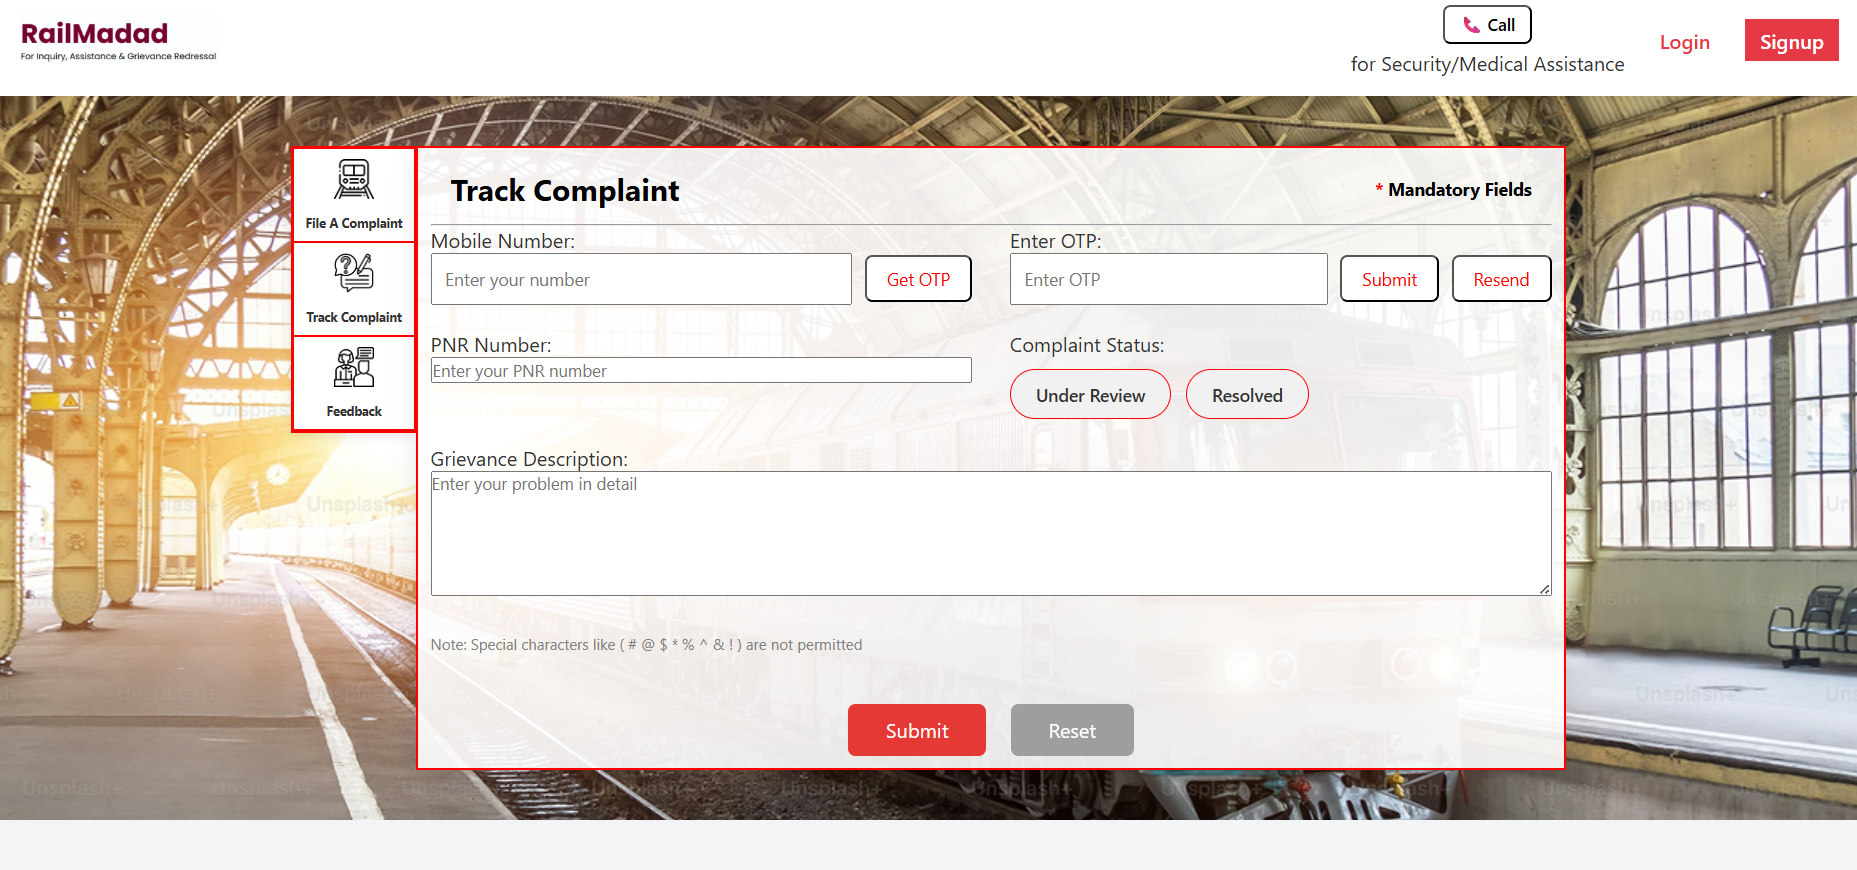 RailMadad
For Inquiry, Assistance & Grievance Redressal
Call
for Security/Medical Assistance
Login
Signup
File A Complaint
Track Complaint
Feedback
Track Complaint
* Mandatory Fields
Mobile Number:
Enter your number
Get OTP
Enter OTP:
Enter OTP
Submit
Resend
PNR Number:
Enter your PNR number
Complaint Status:
Under Review
Resolved
Grievance Description:
Enter your problem in detail
Note: Special characters like ( # @ $ * % ^ & ! ) are not permitted
Submit
Reset
Unsplash+